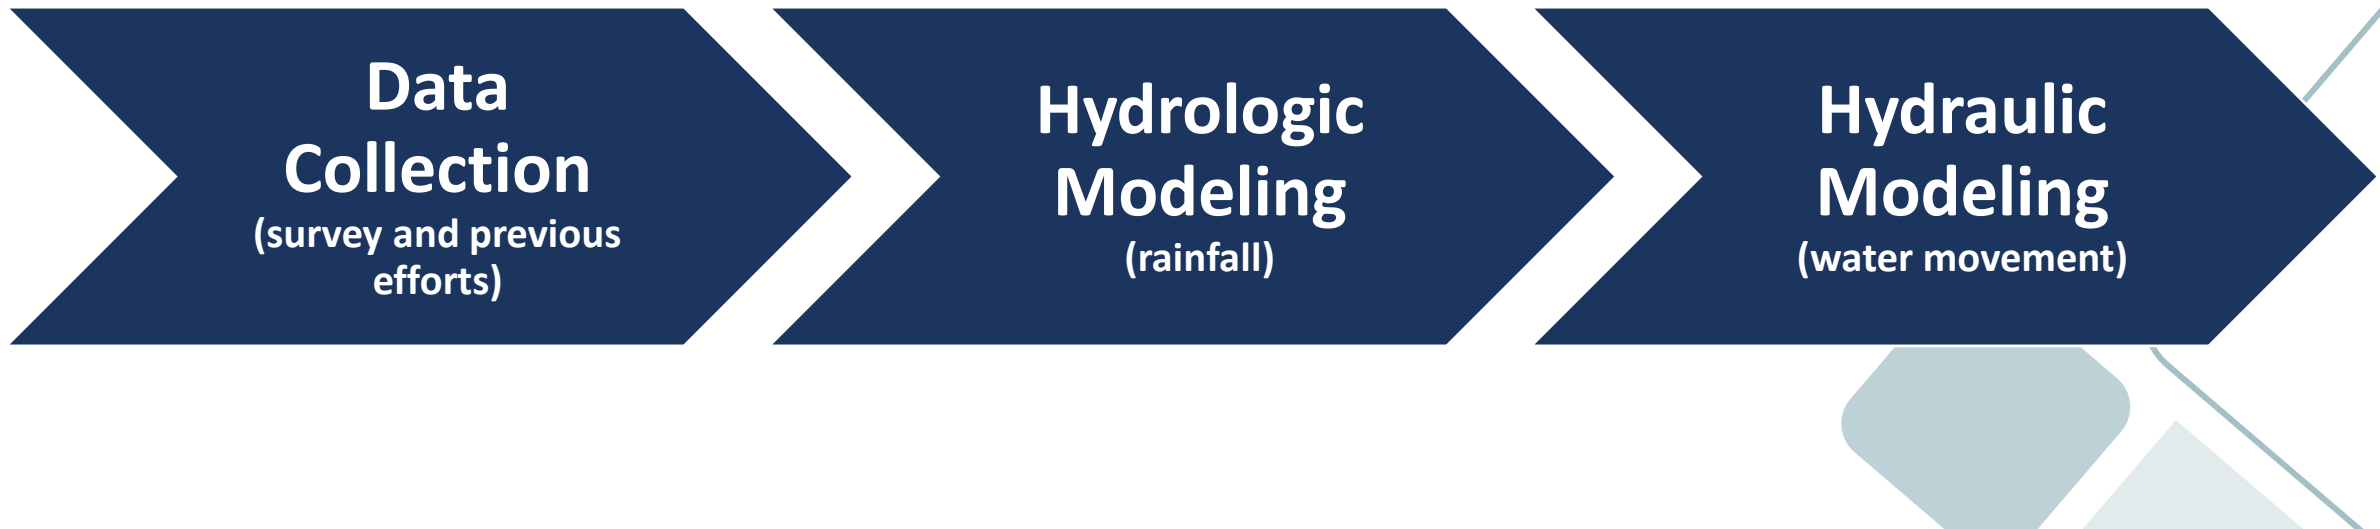 Data
Collection
(survey and previous
efforts)
Hydrologic
Modeling
(rainfall)
Hydraulic
Modeling
(water movement)